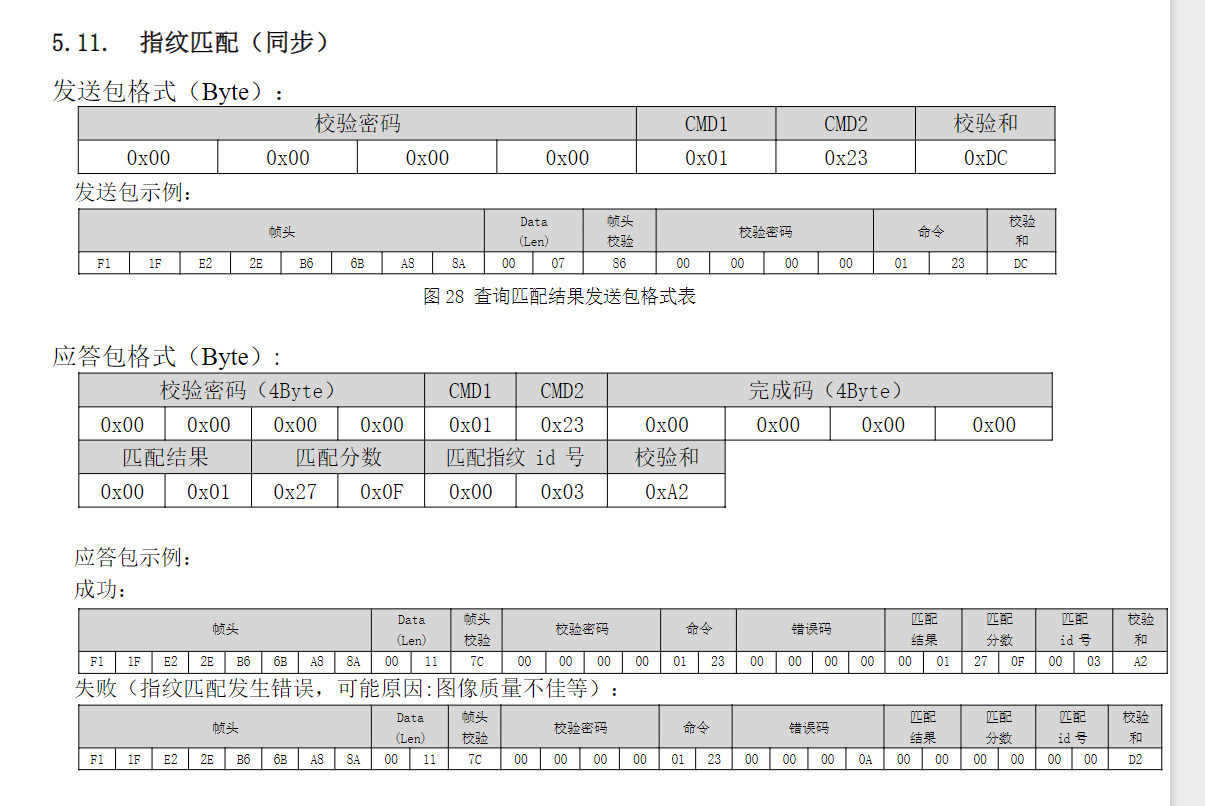 5.11. 指纹匹配（同步）
发送包格式（Byte）:
校验密码 CMD1 CMD2 校验和
0x00 0x00 0x00 0x00 0x01 0x23 0xDC
发送包示例:
帧头 Data (Len) 帧头校验 校验密码 命令 校验和
F1 1F E2 2E B6 6B A8 8A 00 07 86 00 00 00 00 01 23 DC
图 28 查询匹配结果发送包格式表
应答包格式（Byte）:
校验密码（4Byte） CMD1 CMD2 完成码（4Byte）
0x00 0x00 0x00 0x00 0x01 0x23 0x00 0x00 0x00 0x00
匹配结果 匹配分数 匹配指纹 id 号 校验和
0x00 0x01 0x27 0x0F 0x00 0x03 0xA2
应答包示例:
成功:
帧头 Data (Len) 帧头校验 校验密码 命令 错误码 匹配结果 匹配分数 匹配 id 号 校验和
F1 1F E2 2E B6 6B A8 8A 00 11 7C 00 00 00 00 01 23 00 00 00 00 00 01 27 0F 00 03 A2
失败（指纹匹配发生错误，可能原因:图像质量不佳等）:
帧头 Data (Len) 帧头校验 校验密码 命令 错误码 匹配结果 匹配分数 匹配 id 号 校验和
F1 1F E2 2E B6 6B A8 8A 00 11 7C 00 00 00 00 01 23 00 00 00 0A 00 00 00 00 00 00 D2